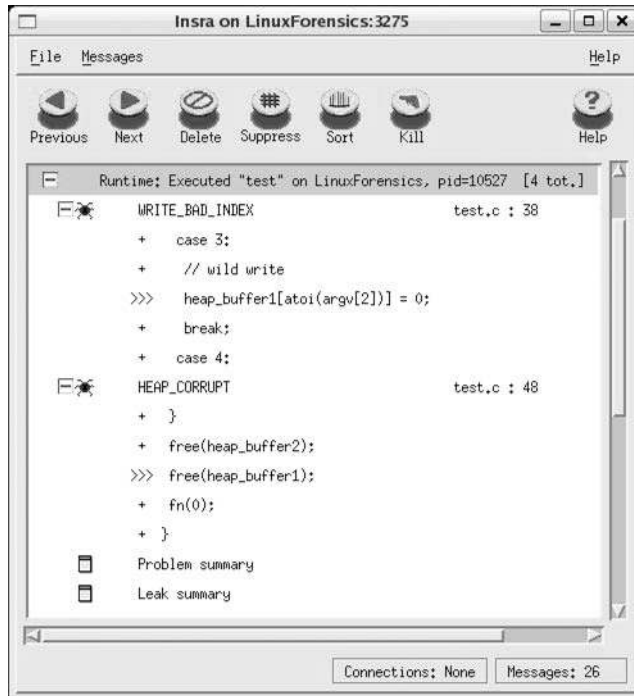 Insra on LinuxForensics:3275
File Messages Help
Previous Next Delete Suppress Sort Kill Help
Runtime: Executed "test" on LinuxForensics, pid=10527 [4 tot.]
WRITE_BAD_INDEX test.c : 38
+ case 3:
+ // wild write
>>> heap_buffer1[atoi(argv[2])] = 0;
+ break;
+ case 4:
HEAP_CORRUPT test.c : 48
+ }
+ free(heap_buffer2);
>>> free(heap_buffer1);
+ fn(0);
+ }
Problem summary
Leak summary
Connections: None Messages: 26